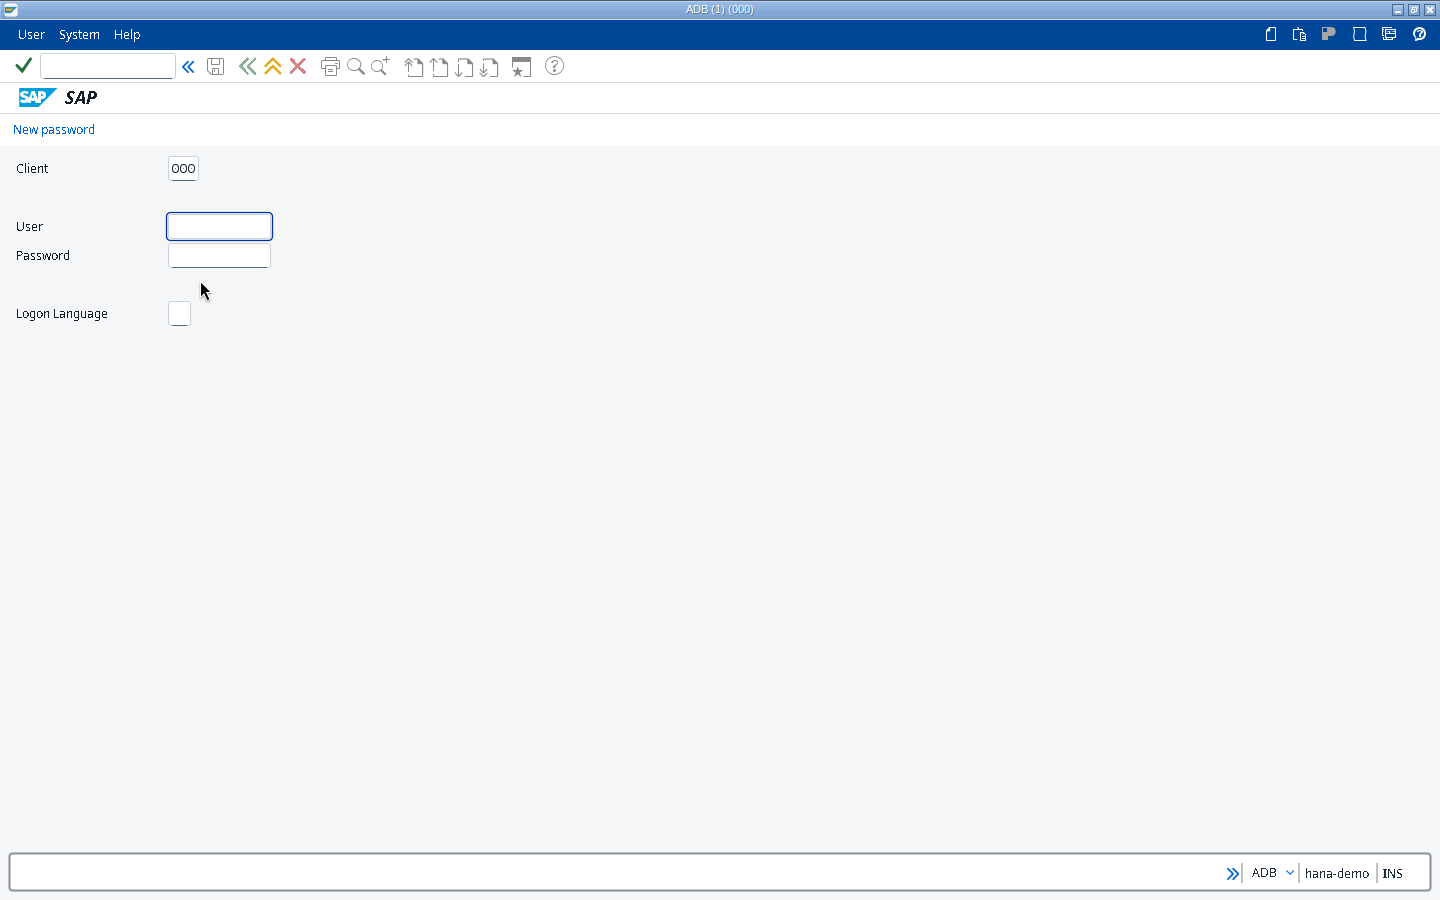 ADB (1) (000)
User System Help
SAP SAP
New password
Client 000
User
Password
Logon Language
ADB hana-demo INS